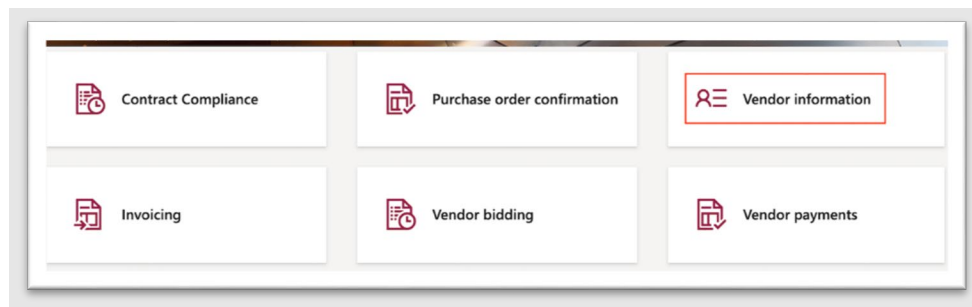 Contract Compliance
Purchase order confirmation
Vendor information
Invoicing
Vendor bidding
Vendor payments